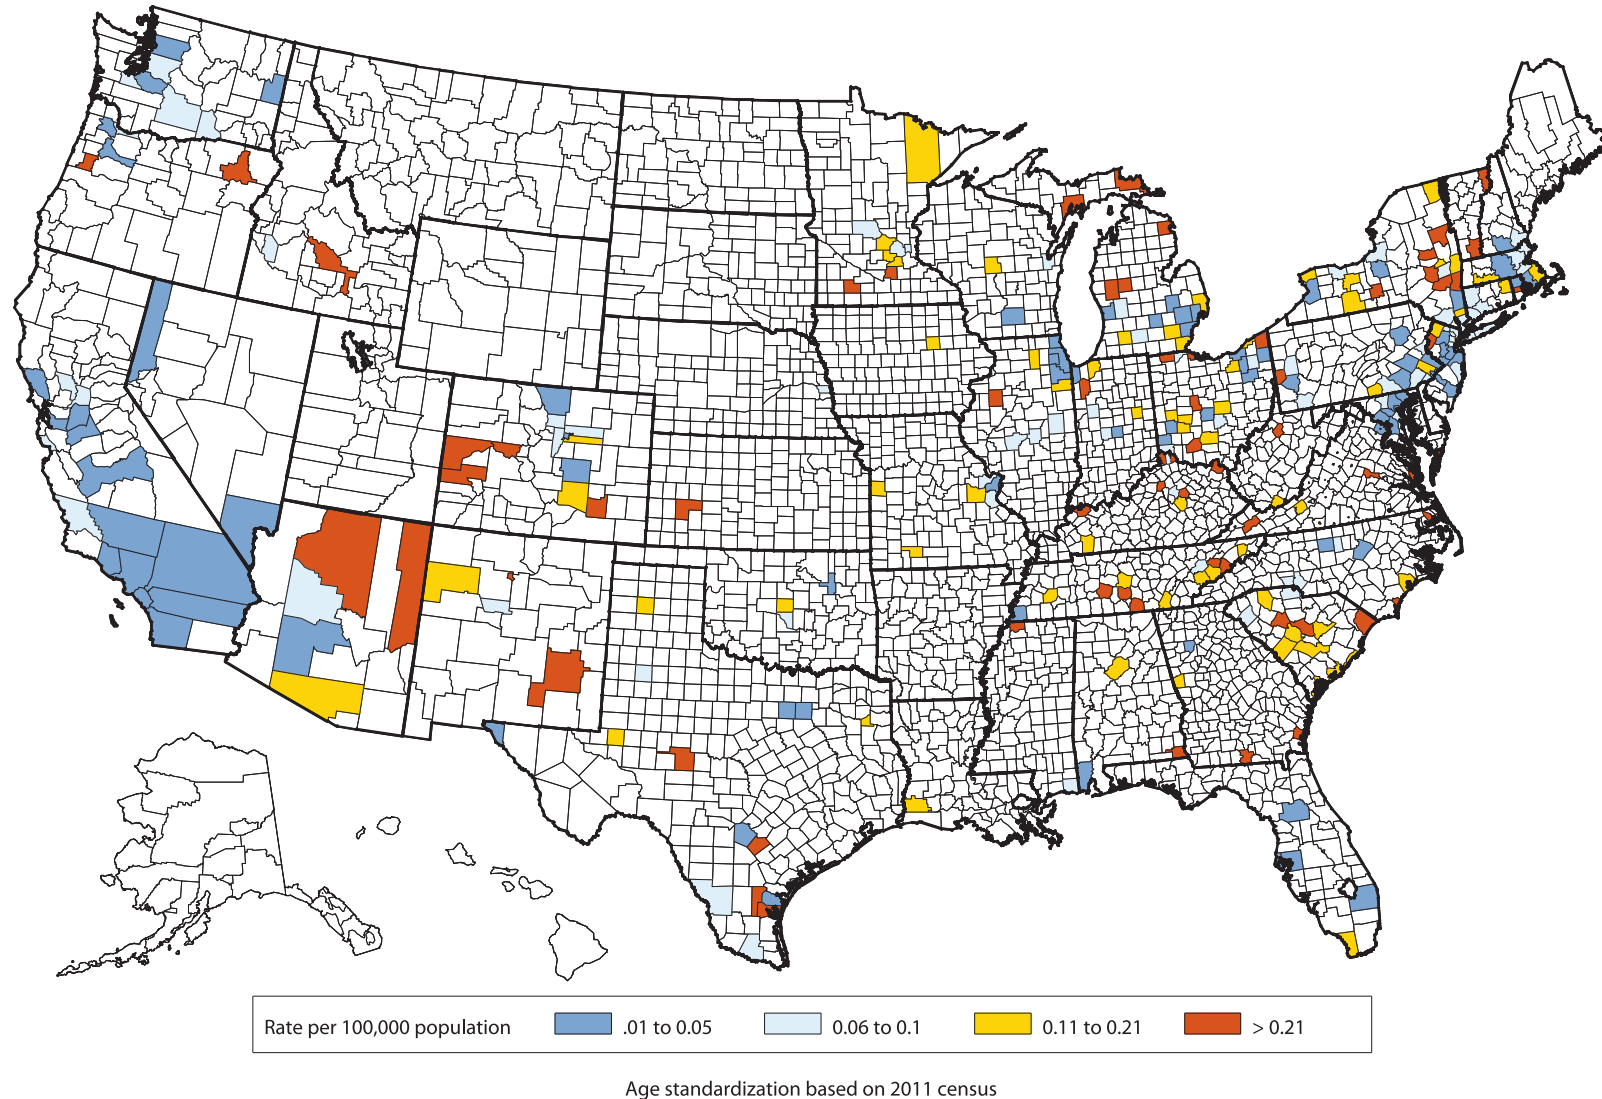 Rate per 100,000 population .01 to 0.05 0.06 to 0.1 0.11 to 0.21 > 0.21
Age standardization based on 2011 census